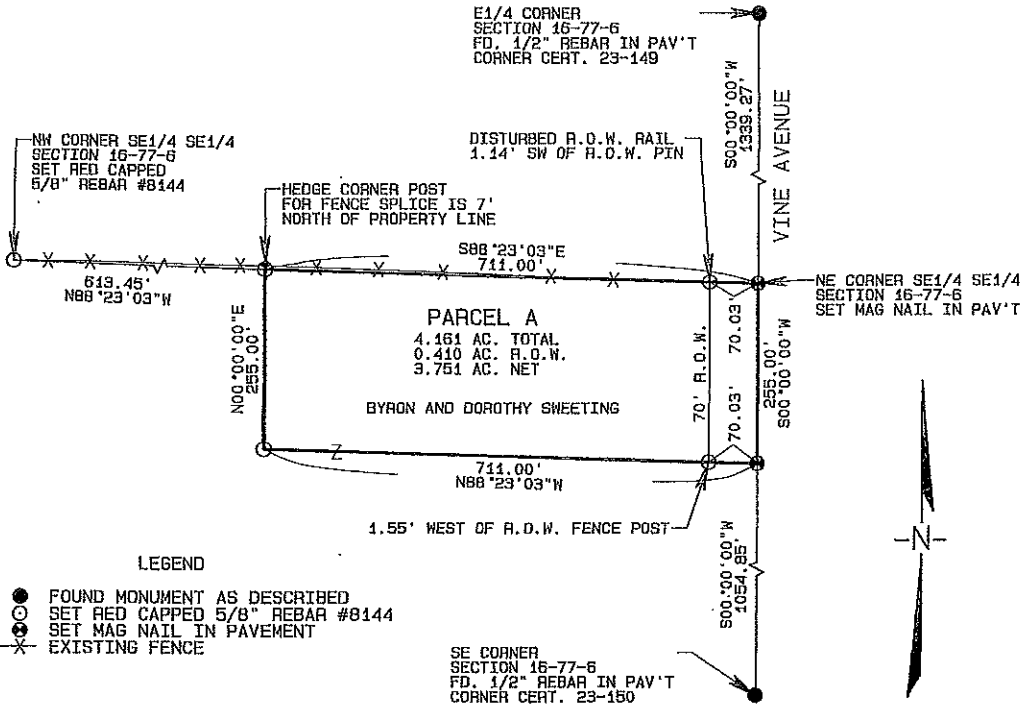 E1/4 CORNER
SECTION 16-77-6
FD. 1/2" REBAR IN PAV'T
CORNER CERT. 23-149
S00°00'00"W
1339.27'
VINE AVENUE
NW CORNER SE1/4 SE1/4
SECTION 16-77-6
SET RED CAPPED
5/8" REBAR #8144
DISTURBED R.O.W. RAIL
1.14' SW OF R.O.W. PIN
HEDGE CORNER POST
FOR FENCE SPLICE IS 7'
NORTH OF PROPERTY LINE
S88°23'03"E
711.00'
613.45'
N88°23'03"W
NE CORNER SE1/4 SE1/4
SECTION 16-77-6
SET MAG NAIL IN PAV'T
PARCEL A
4.161 AC. TOTAL
0.410 AC. R.O.W.
3.751 AC. NET
BYRON AND DOROTHY SWEETING
N00°00'00"E
255.00'
70' R.O.W.
70.03'
70.03'
255.00'
S00°00'00"W
Z
711.00'
N88°23'03"W
1.55' WEST OF R.O.W. FENCE POST
S00°00'00"W
1054.85'
-N-
LEGEND
FOUND MONUMENT AS DESCRIBED
SET RED CAPPED 5/8" REBAR #8144
SET MAG NAIL IN PAVEMENT
X EXISTING FENCE
SE CORNER
SECTION 16-77-6
FD. 1/2" REBAR IN PAV'T
CORNER CERT. 23-150